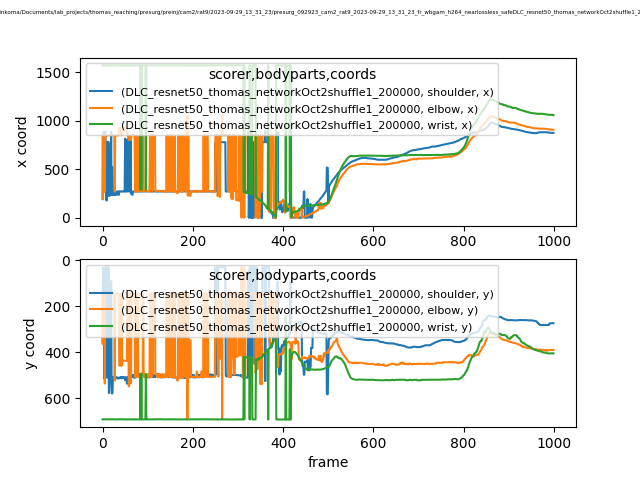 inkoma/Documents/lab_projects/thomas_reaching/presurg/preinj/cam2/rat9/2023-09-29_13_31_23/presurg_092923_cam2_rat9_2023-09-29_13_31_23_fr_wbgam_h264_nearlossless_safeDLC_resnet50_thomas_networkOct2shuffle1_2
scorer,bodyparts,coords
(DLC_resnet50_thomas_networkOct2shuffle1_200000, shoulder, x)
(DLC_resnet50_thomas_networkOct2shuffle1_200000, elbow, x)
(DLC_resnet50_thomas_networkOct2shuffle1_200000, wrist, x)
x coord
1500
1000
500
0
0 200 400 600 800 1000
scorer,bodyparts,coords
(DLC_resnet50_thomas_networkOct2shuffle1_200000, shoulder, y)
(DLC_resnet50_thomas_networkOct2shuffle1_200000, elbow, y)
(DLC_resnet50_thomas_networkOct2shuffle1_200000, wrist, y)
y coord
0
200
400
600
0 200 400 600 800 1000
frame